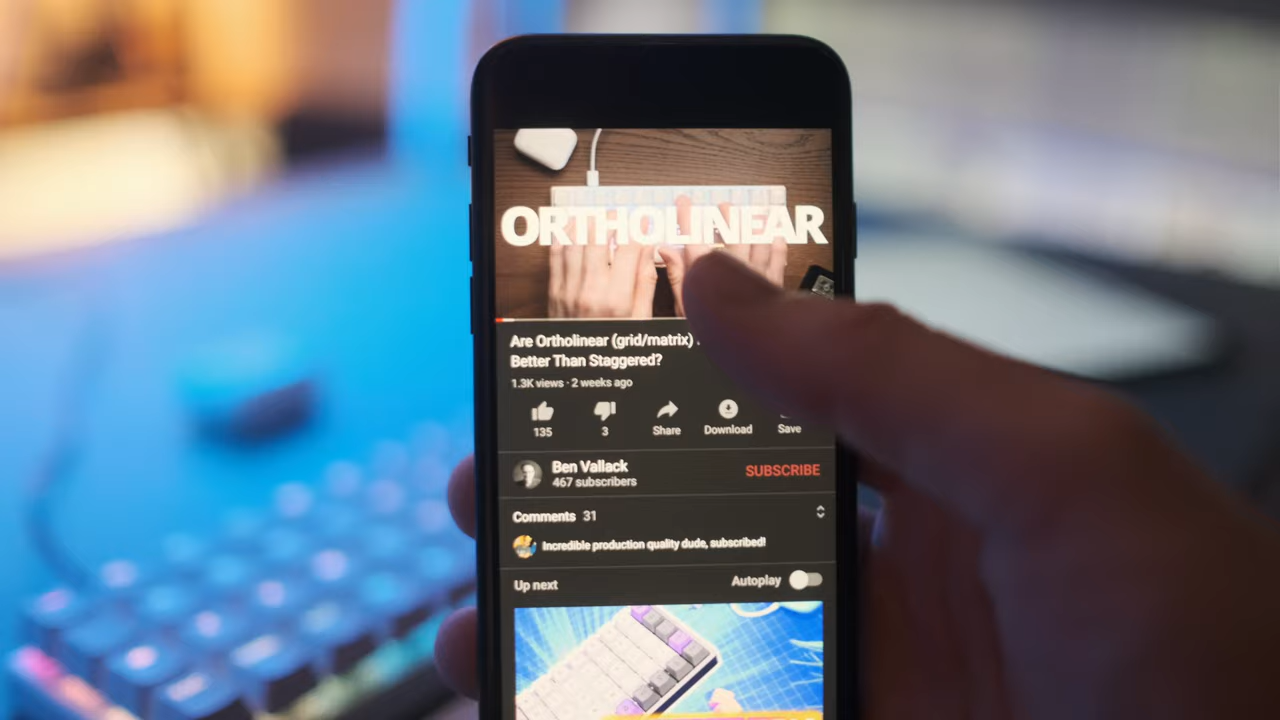 ORTHOLINEAR
Are Ortholinear (grid/matrix)
Better Than Staggered?
1.3K views · 2 weeks ago
135
3
Share
Download
Save
Ben Vallack
467 subscribers
SUBSCRIBE
Comments 31
Incredible production quality dude, subscribed!
Up next
Autoplay